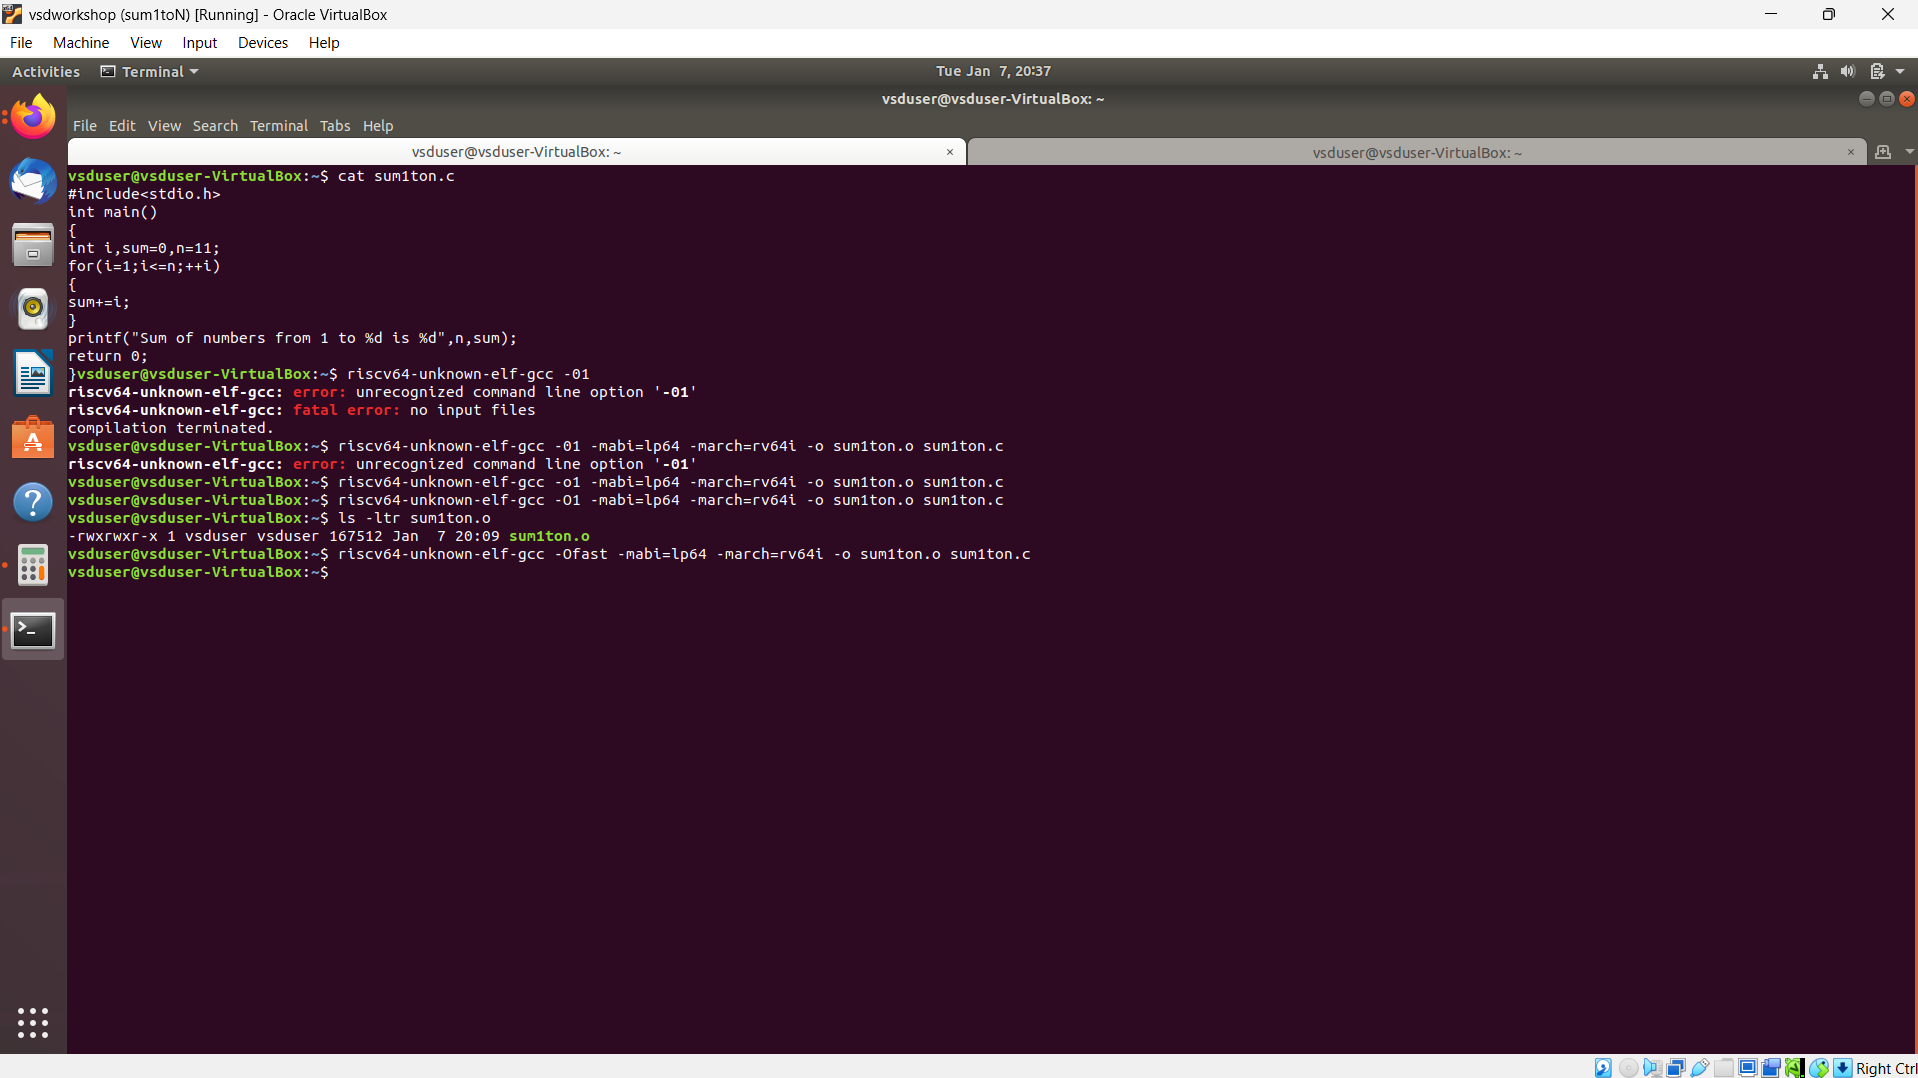 vsdworkshop (sum1toN) [Running] - Oracle VirtualBox
File Machine View Input Devices Help
Activities Terminal Tue Jan 7, 20:37
vsduser@vsduser-VirtualBox: ~
File Edit View Search Terminal Tabs Help
vsduser@vsduser-VirtualBox: ~ × vsduser@vsduser-VirtualBox: ~ ×
vsduser@vsduser-VirtualBox:~$ cat sum1ton.c
#include<stdio.h>
int main()
{
int i,sum=0,n=11;
for(i=1;i<=n;++i)
{
sum+=i;
}
printf("Sum of numbers from 1 to %d is %d",n,sum);
return 0;
}vsduser@vsduser-VirtualBox:~$ riscv64-unknown-elf-gcc -01
riscv64-unknown-elf-gcc: error: unrecognized command line option '-01'
riscv64-unknown-elf-gcc: fatal error: no input files
compilation terminated.
vsduser@vsduser-VirtualBox:~$ riscv64-unknown-elf-gcc -01 -mabi=lp64 -march=rv64i -o sum1ton.o sum1ton.c
riscv64-unknown-elf-gcc: error: unrecognized command line option '-01'
vsduser@vsduser-VirtualBox:~$ riscv64-unknown-elf-gcc -o1 -mabi=lp64 -march=rv64i -o sum1ton.o sum1ton.c
vsduser@vsduser-VirtualBox:~$ riscv64-unknown-elf-gcc -O1 -mabi=lp64 -march=rv64i -o sum1ton.o sum1ton.c
vsduser@vsduser-VirtualBox:~$ ls -ltr sum1ton.o
-rwxrwxr-x 1 vsduser vsduser 167512 Jan  7 20:09 sum1ton.o
vsduser@vsduser-VirtualBox:~$ riscv64-unknown-elf-gcc -Ofast -mabi=lp64 -march=rv64i -o sum1ton.o sum1ton.c
vsduser@vsduser-VirtualBox:~$
Right Ctrl